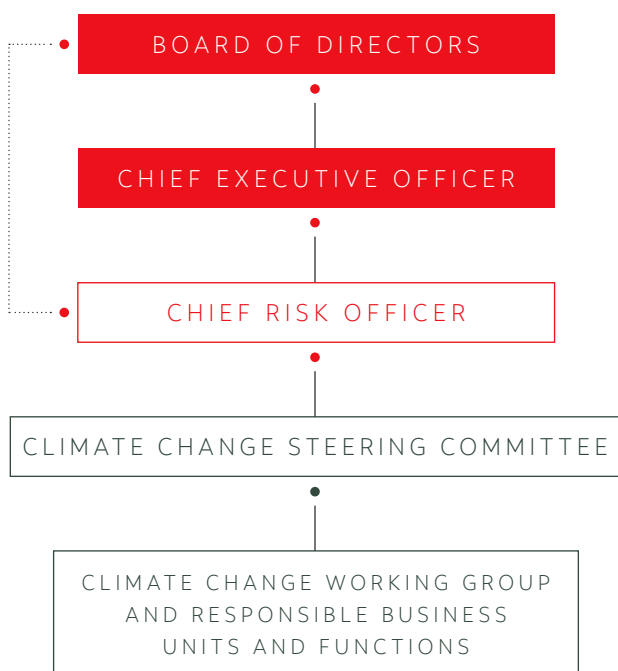 BOARD OF DIRECTORS
CHIEF EXECUTIVE OFFICER
CHIEF RISK OFFICER
CLIMATE CHANGE STEERING COMMITTEE
CLIMATE CHANGE WORKING GROUP
AND RESPONSIBLE BUSINESS
UNITS AND FUNCTIONS